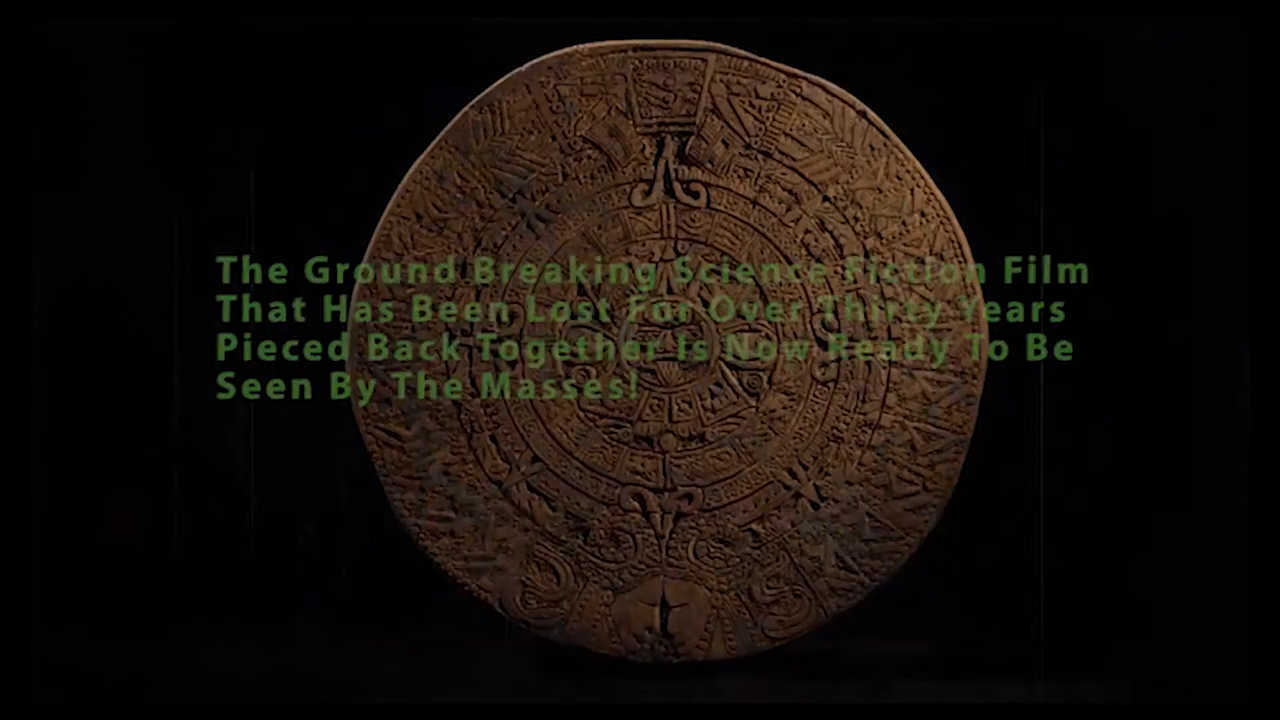 The Ground Breaking Science Fiction Film
That Has Been Lost For Over Thirty Years
Pieced Back Together Is Now Ready To Be
Seen By The Masses!